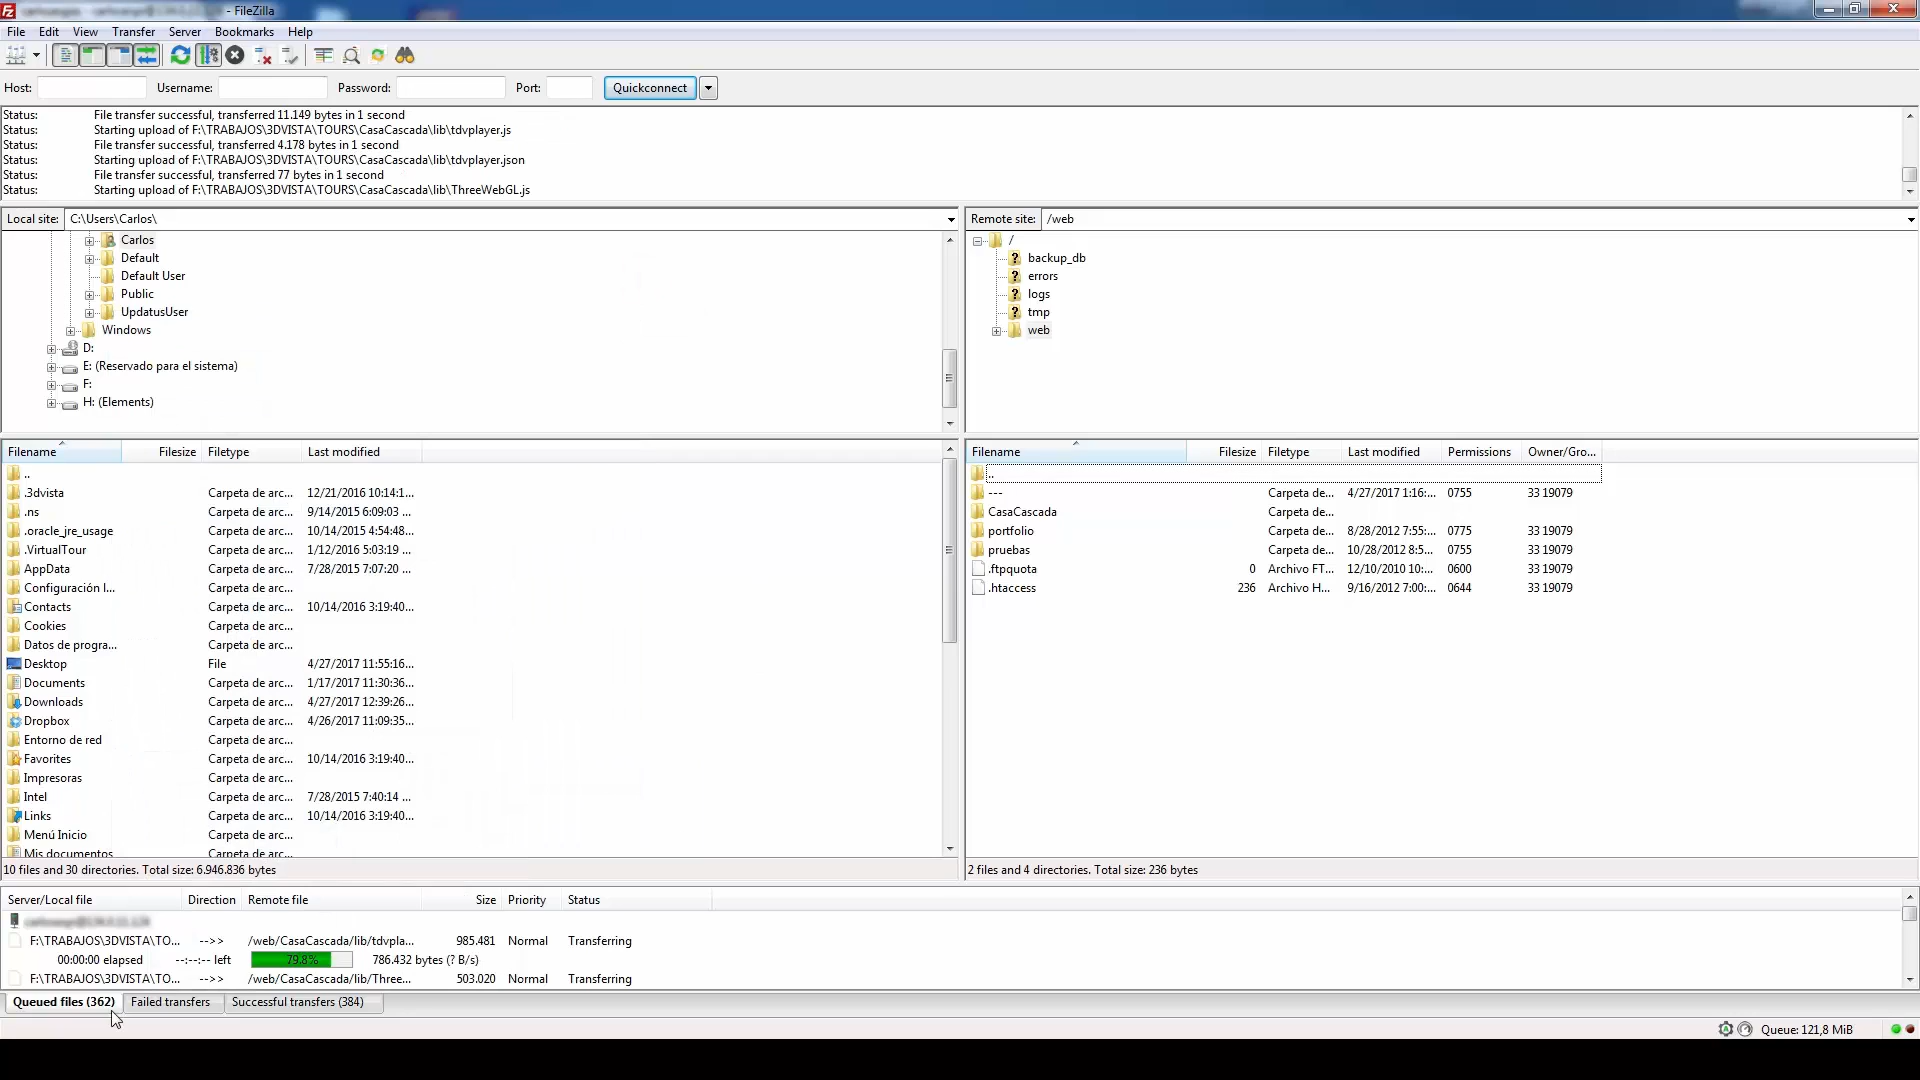 - FileZilla
File Edit View Transfer Server Bookmarks Help
Host: Username: Password: Port: Quickconnect
Status: File transfer successful, transferred 11.149 bytes in 1 second
Status: Starting upload of F:\TRABAJOS\3DVISTA\TOURS\CasaCascada\lib\tdvplayer.js
Status: File transfer successful, transferred 4.178 bytes in 1 second
Status: Starting upload of F:\TRABAJOS\3DVISTA\TOURS\CasaCascada\lib\tdvplayer.json
Status: File transfer successful, transferred 77 bytes in 1 second
Status: Starting upload of F:\TRABAJOS\3DVISTA\TOURS\CasaCascada\lib\ThreeWebGL.js
Local site: C:\Users\Carlos\
Carlos
Default
Default User
Public
UpdatusUser
Windows
D:
E: (Reservado para el sistema)
F:
H: (Elements)
Remote site: /web
/
backup_db
errors
logs
tmp
web
Filename Filesize Filetype Last modified
..
.3dvista Carpeta de arc... 12/21/2016 10:14:1...
.ns Carpeta de arc... 9/14/2015 6:09:03 ...
.oracle_jre_usage Carpeta de arc... 10/14/2015 4:54:48...
.VirtualTour Carpeta de arc... 1/12/2016 5:03:19 ...
AppData Carpeta de arc... 7/28/2015 7:07:20 ...
Configuración l... Carpeta de arc...
Contacts Carpeta de arc... 10/14/2016 3:19:40...
Cookies Carpeta de arc...
Datos de progra... Carpeta de arc...
Desktop File 4/27/2017 11:55:16...
Documents Carpeta de arc... 1/17/2017 11:30:36...
Downloads Carpeta de arc... 4/27/2017 12:39:26...
Dropbox Carpeta de arc... 4/26/2017 11:09:35...
Entorno de red Carpeta de arc...
Favorites Carpeta de arc... 10/14/2016 3:19:40...
Impresoras Carpeta de arc...
Intel Carpeta de arc... 7/28/2015 7:40:14 ...
Links Carpeta de arc... 10/14/2016 3:19:40...
Menú Inicio Carpeta de arc...
Mis documentos Carpeta de arc...
10 files and 30 directories. Total size: 6.946.836 bytes
Filename Filesize Filetype Last modified Permissions Owner/Gro...
..
--- Carpeta de... 4/27/2017 1:16:... 0755 33 19079
CasaCascada Carpeta de...
portfolio Carpeta de... 8/28/2012 7:55:... 0775 33 19079
pruebas Carpeta de... 10/28/2012 8:5... 0755 33 19079
.ftpquota 0 Archivo FT... 12/10/2010 10:... 0600 33 19079
.htaccess 236 Archivo H... 9/16/2012 7:00:... 0644 33 19079
2 files and 4 directories. Total size: 236 bytes
Server/Local file Direction Remote file Size Priority Status
F:\TRABAJOS\3DVISTA\TO... -->> /web/CasaCascada/lib/tdvpla... 985.481 Normal Transferring
00:00:00 elapsed --:--:-- left 79.8% 786.432 bytes (? B/s)
F:\TRABAJOS\3DVISTA\TO... -->> /web/CasaCascada/lib/Three... 503.020 Normal Transferring
Queued files (362) Failed transfers Successful transfers (384)
Queue: 121,8 MiB